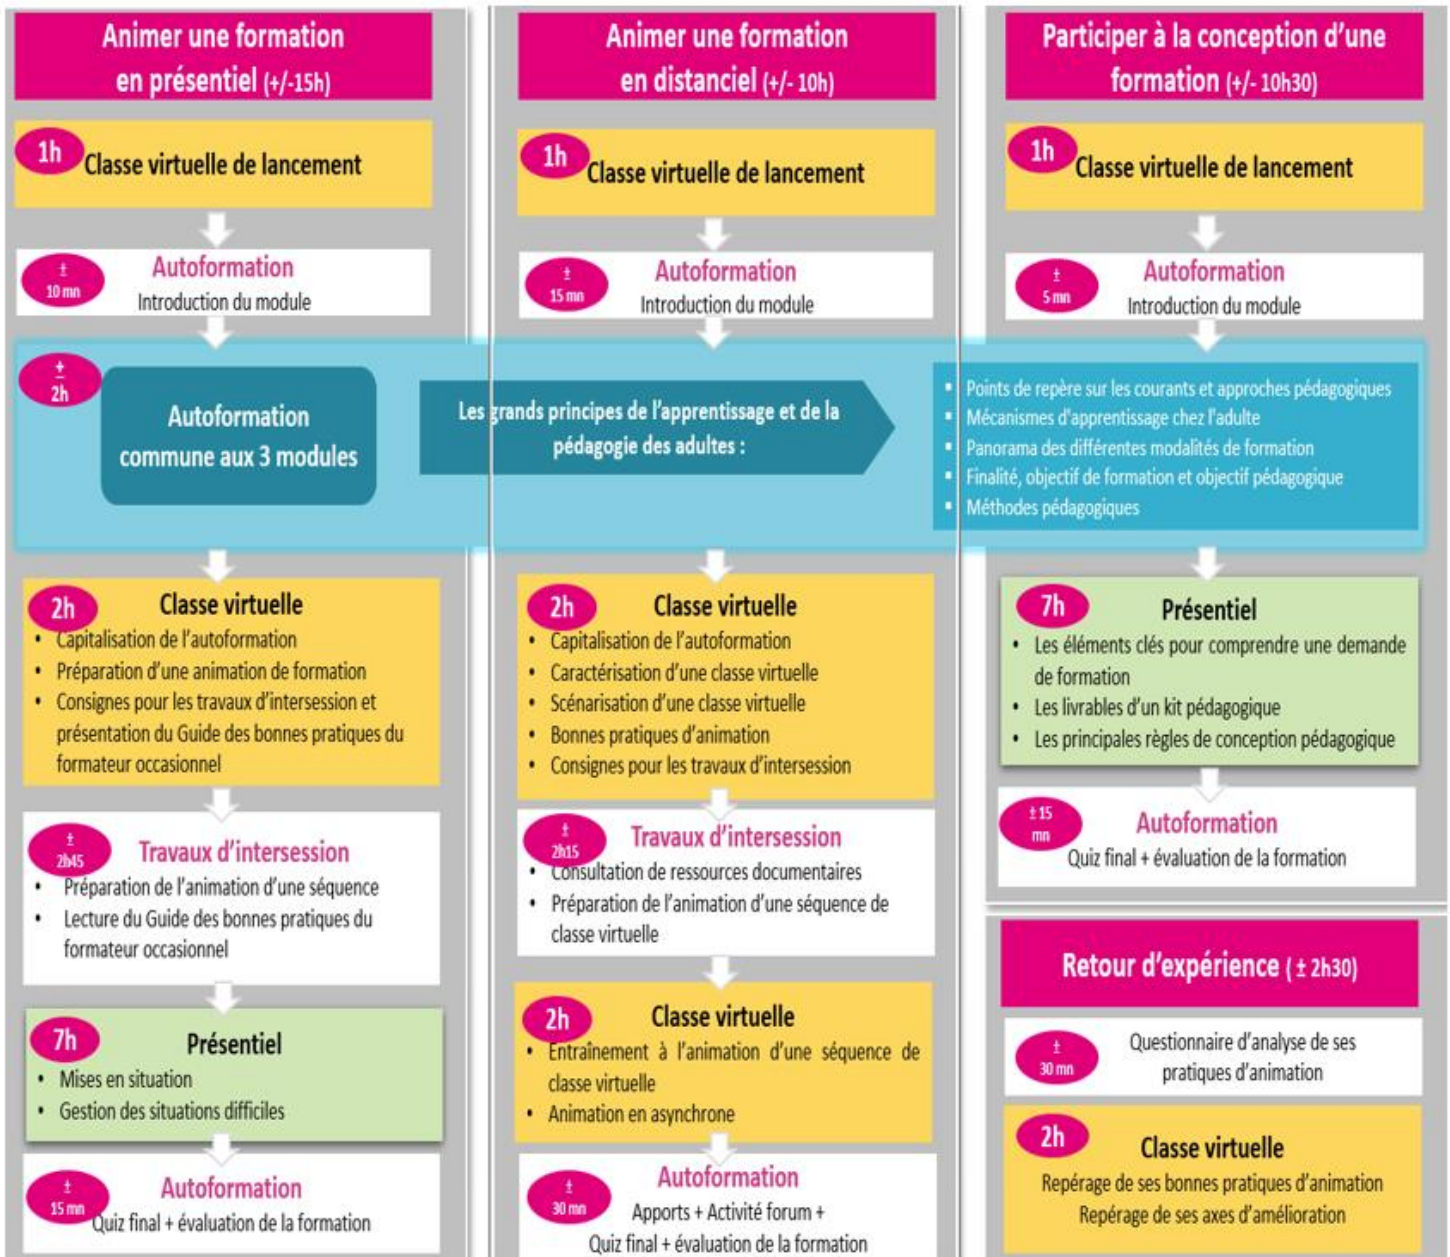 Animer une formation
en présentiel (+/-15h)
1h
Classe virtuelle de lancement
±
10 mn
Autoformation
Introduction du module
Animer une formation
en distanciel (+/- 10h)
1h
Classe virtuelle de lancement
±
15 mn
Autoformation
Introduction du module
Participer à la conception d’une
formation (+/- 10h30)
1h
Classe virtuelle de lancement
±
5 mn
Autoformation
Introduction du module
±
2h
Autoformation
commune aux 3 modules
Les grands principes de l’apprentissage et de la
pédagogie des adultes :
▪ Points de repère sur les courants et approches pédagogiques
▪ Mécanismes d'apprentissage chez l'adulte
▪ Panorama des différentes modalités de formation
▪ Finalité, objectif de formation et objectif pédagogique
▪ Méthodes pédagogiques
2h
Classe virtuelle
• Capitalisation de l’autoformation
• Préparation d’une animation de formation
• Consignes pour les travaux d’intersession et
présentation du Guide des bonnes pratiques du
formateur occasionnel
±
2h45
Travaux d’intersession
• Préparation de l’animation d’une séquence
• Lecture du Guide des bonnes pratiques du
formateur occasionnel
7h
Présentiel
• Mises en situation
• Gestion des situations difficiles
±
15 mn
Autoformation
Quiz final + évaluation de la formation
2h
Classe virtuelle
• Capitalisation de l’autoformation
• Caractérisation d’une classe virtuelle
• Scénarisation d’une classe virtuelle
• Bonnes pratiques d’animation
• Consignes pour les travaux d’intersession
±
2h15
Travaux d’intersession
• Consultation de ressources documentaires
• Préparation de l’animation d’une séquence de
classe virtuelle
2h
Classe virtuelle
• Entraînement à l’animation d’une séquence de
classe virtuelle
• Animation en asynchrone
±
30 mn
Autoformation
Apports + Activité forum +
Quiz final + évaluation de la formation
7h
Présentiel
• Les éléments clés pour comprendre une demande
de formation
• Les livrables d’un kit pédagogique
• Les principales règles de conception pédagogique
± 15
mn
Autoformation
Quiz final + évaluation de la formation
Retour d’expérience ( ± 2h30)
±
30 mn
Questionnaire d’analyse de ses
pratiques d’animation
2h
Classe virtuelle
Repérage de ses bonnes pratiques d’animation
Repérage de ses axes d’amélioration